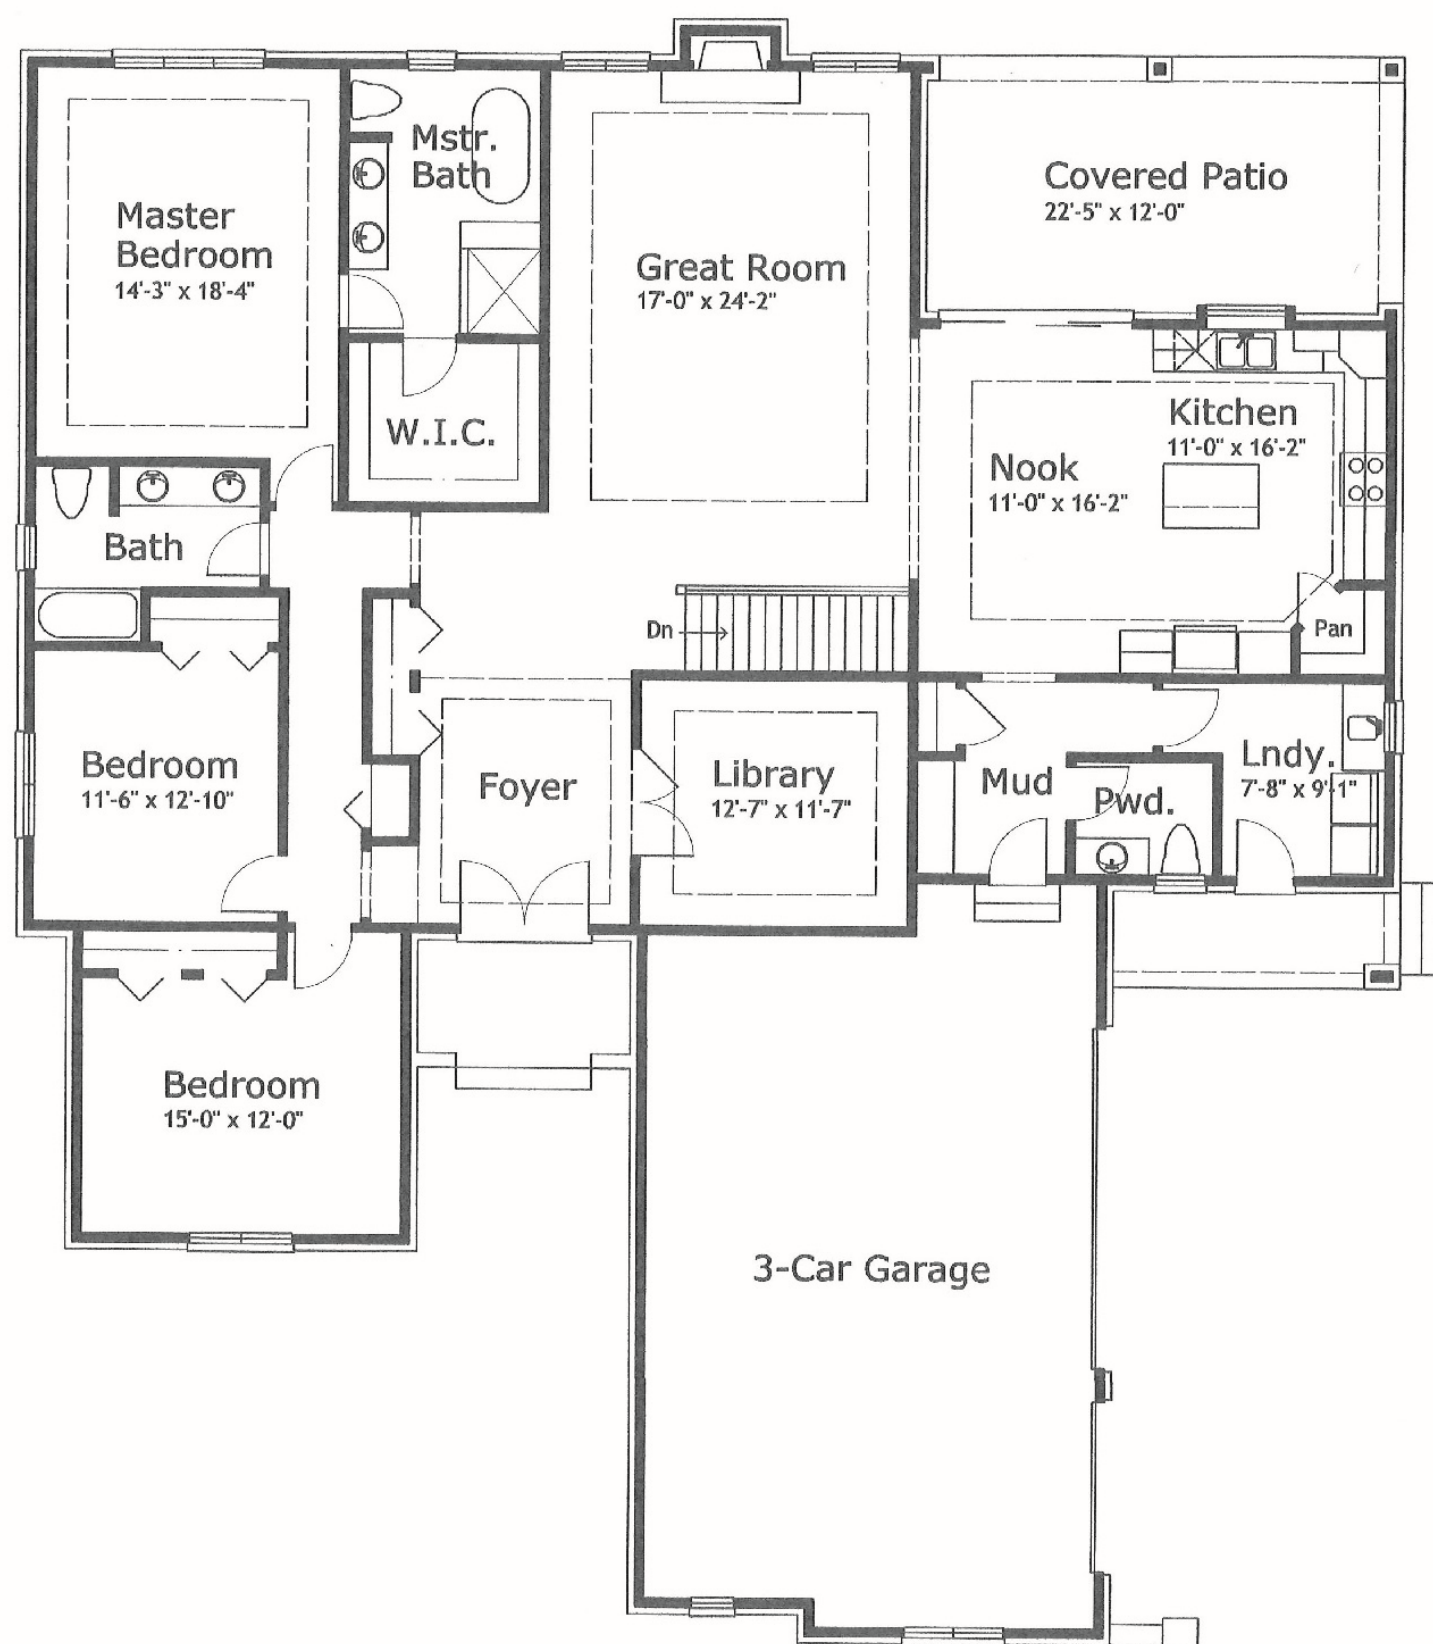 Mstr.
Bath
Master
Bedroom
14'-3" x 18'-4"
Great Room
17'-0" x 24'-2"
Covered Patio
22'-5" x 12'-0"
W.I.C.
Kitchen
11'-0" x 16'-2"
Nook
11'-0" x 16'-2"
Bath
Dn
Pan
Bedroom
11'-6" x 12'-10"
Foyer
Library
12'-7" x 11'-7"
Mud
Pwd.
Lndy.
7'-8" x 9'-1"
Bedroom
15'-0" x 12'-0"
3-Car Garage